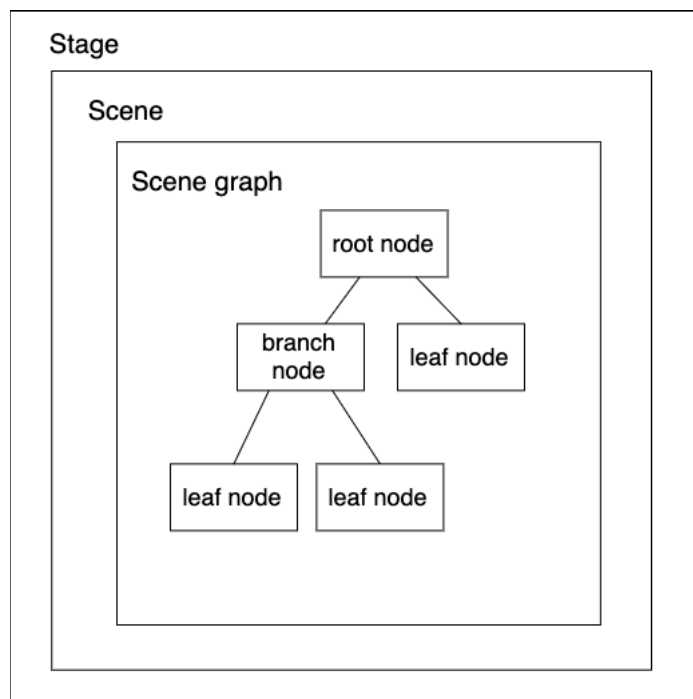 Stage
Scene
Scene graph
root node
branch
node
leaf node
leaf node
leaf node